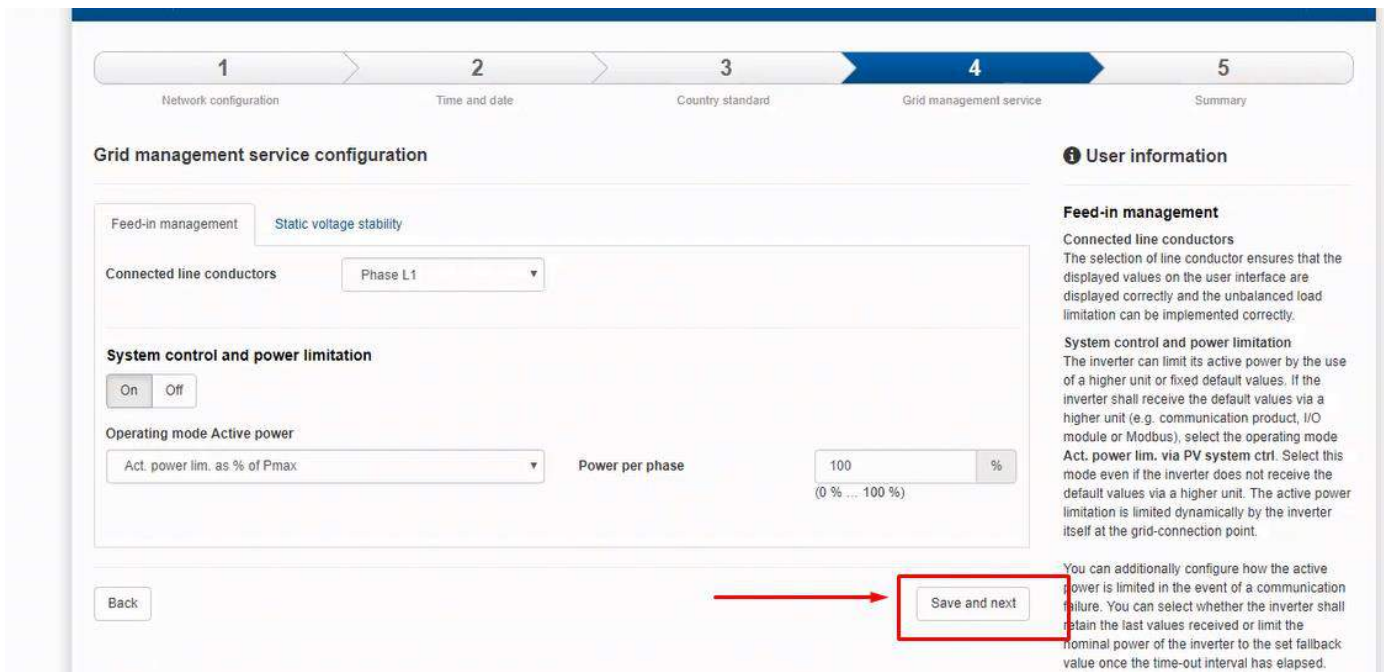 1
2
3
4
5
Network configuration
Time and date
Country standard
Grid management service
Summary
Grid management service configuration
Feed-in management
Static voltage stability
Connected line conductors
Phase L1
System control and power limitation
On
Off
Operating mode Active power
Act. power lim. as % of Pmax
Power per phase
100
%
(0 % ... 100 %)
Back
Save and next
User information
Feed-in management
Connected line conductors
The selection of line conductor ensures that the
displayed values on the user interface are
displayed correctly and the unbalanced load
limitation can be implemented correctly.
System control and power limitation
The inverter can limit its active power by the use
of a higher unit or fixed default values. If the
inverter shall receive the default values via a
higher unit (e.g. communication product, I/O
module or Modbus), select the operating mode
Act. power lim. via PV system ctrl. Select this
mode even if the inverter does not receive the
default values via a higher unit. The active power
limitation is limited dynamically by the inverter
itself at the grid-connection point.
You can additionally configure how the active
power is limited in the event of a communication
failure. You can select whether the inverter shall
retain the last values received or limit the
nominal power of the inverter to the set fallback
value once the time-out interval has elapsed.